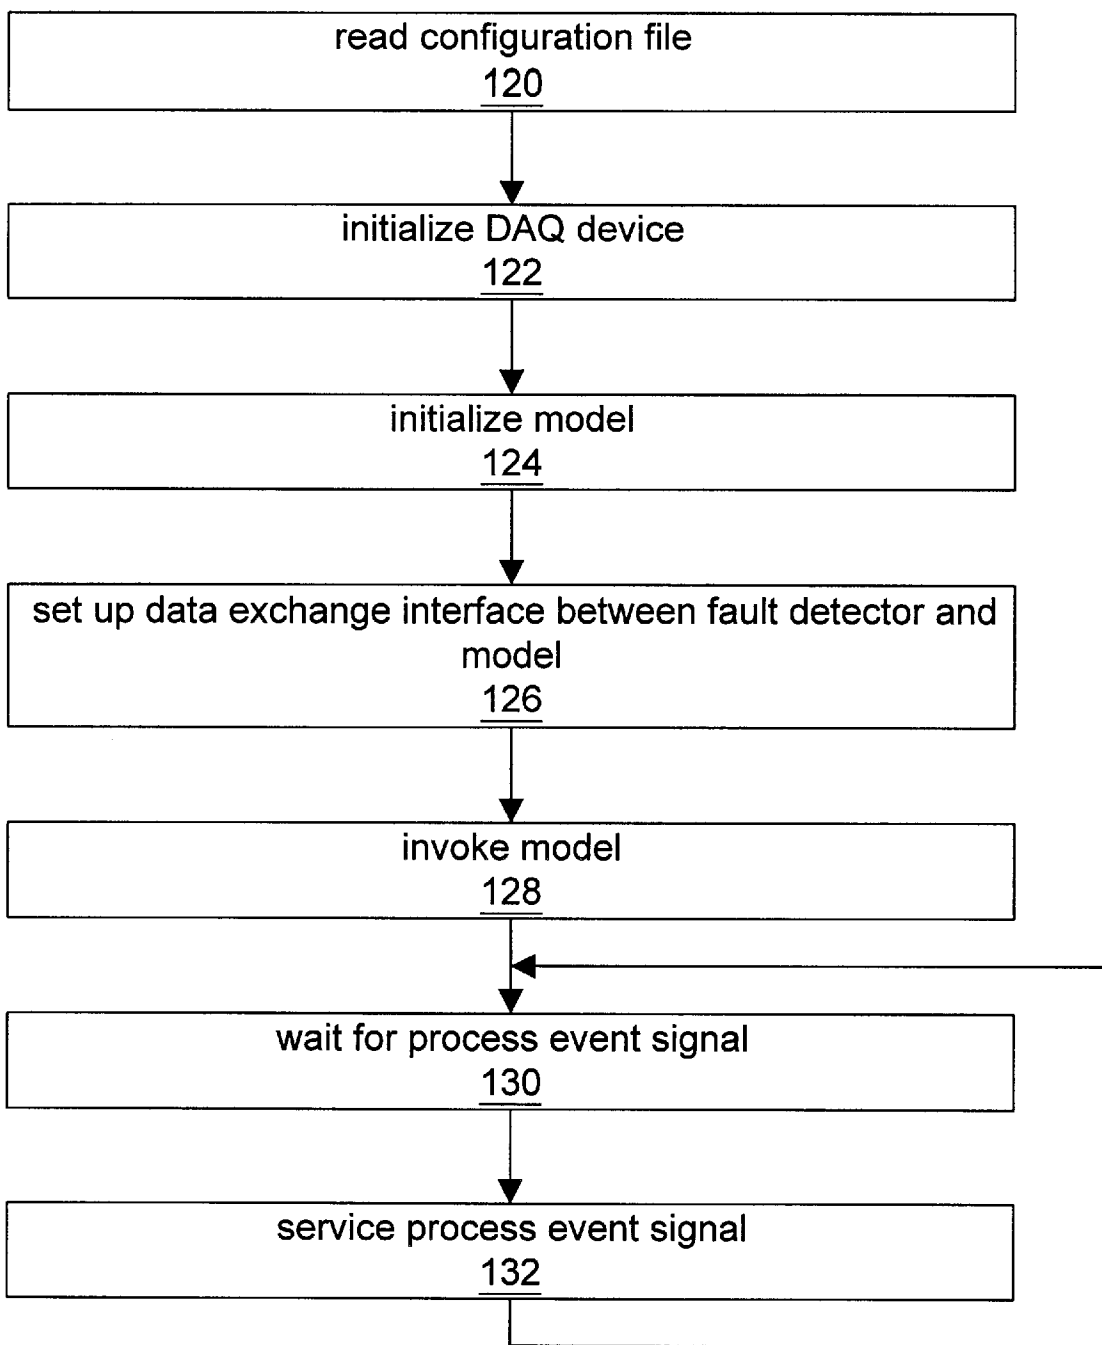 read configuration file
120
initialize DAQ device
122
initialize model
124
set up data exchange interface between fault detector and
model
126
invoke model
128
wait for process event signal
130
service process event signal
132